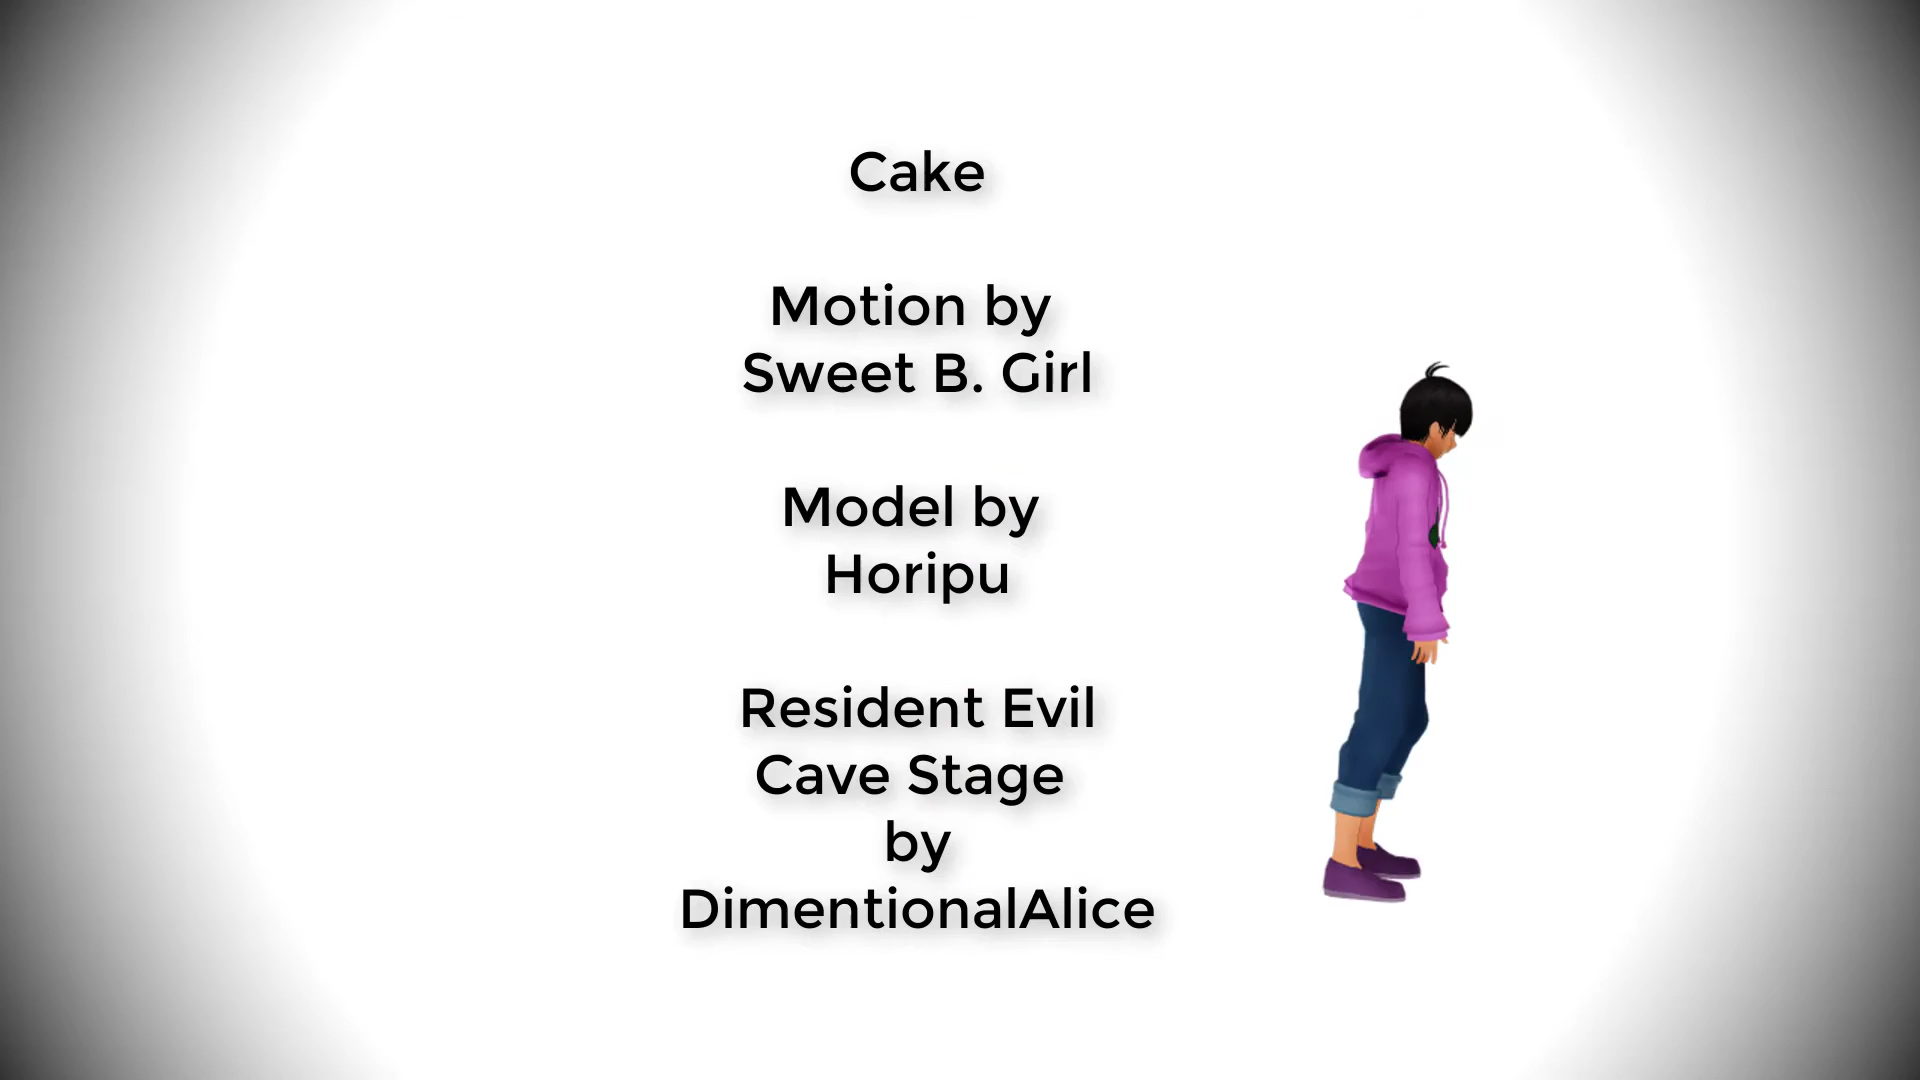 Cake
Motion by
Sweet B. Girl
Model by
Horipu
Resident Evil
Cave Stage
by
DimentionalAlice